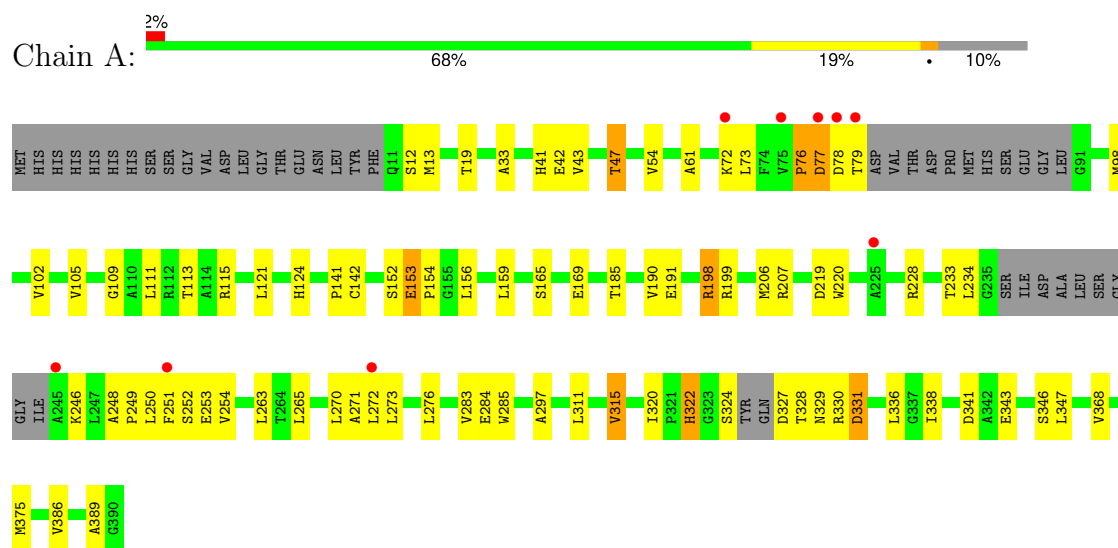 2%
Chain A:
68% 19% • 10%
MET HIS HIS HIS HIS HIS HIS SER SER GLY VAL ASP LEU GLY THR GLU ASN LEU TYR PHE Q11 S12 M13 T19 A33 H41 E42 V43 T47 V54 A61 K72 L73 F74 V75 P76 D77 D78 T79 ASP VAL THR ASP PRO MET HIS SER GLU GLY LEU G91 M98
V102 V105 G109 A110 L111 R112 T113 A114 R115 L121 H124 P141 C142 S152 E153 P154 G155 L156 L159 S165 E169 T185 V190 E191 R198 R199 M206 R207 D219 W220 A225 R228 T233 L234 G235 SER ILE ASP ALA LEU SER GLY
GLY ILE A245 K246 L247 A248 P249 L250 F251 S252 E253 V254 L263 T264 L265 L270 A271 L272 L273 L276 V283 E284 W285 A297 L311 V315 I320 P321 H322 G323 S324 TYR GLN D327 T328 N329 R330 D331 L336 G337 I338 D341 A342 E343 S346 L347 V368
M375 V386 A389 G390